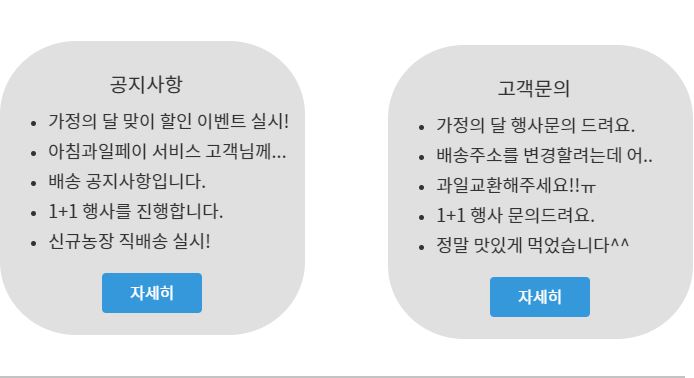 공지사항
가정의 달 맞이 할인 이벤트 실시!
아침과일페이 서비스 고객님께...
배송 공지사항입니다.
1+1 행사를 진행합니다.
신규농장 직배송 실시!
자세히
고객문의
가정의 달 행사문의 드려요.
배송주소를 변경할려는데 어..
과일교환해주세요!!ㅠ
1+1 행사 문의드려요.
정말 맛있게 먹었습니다^^
자세히